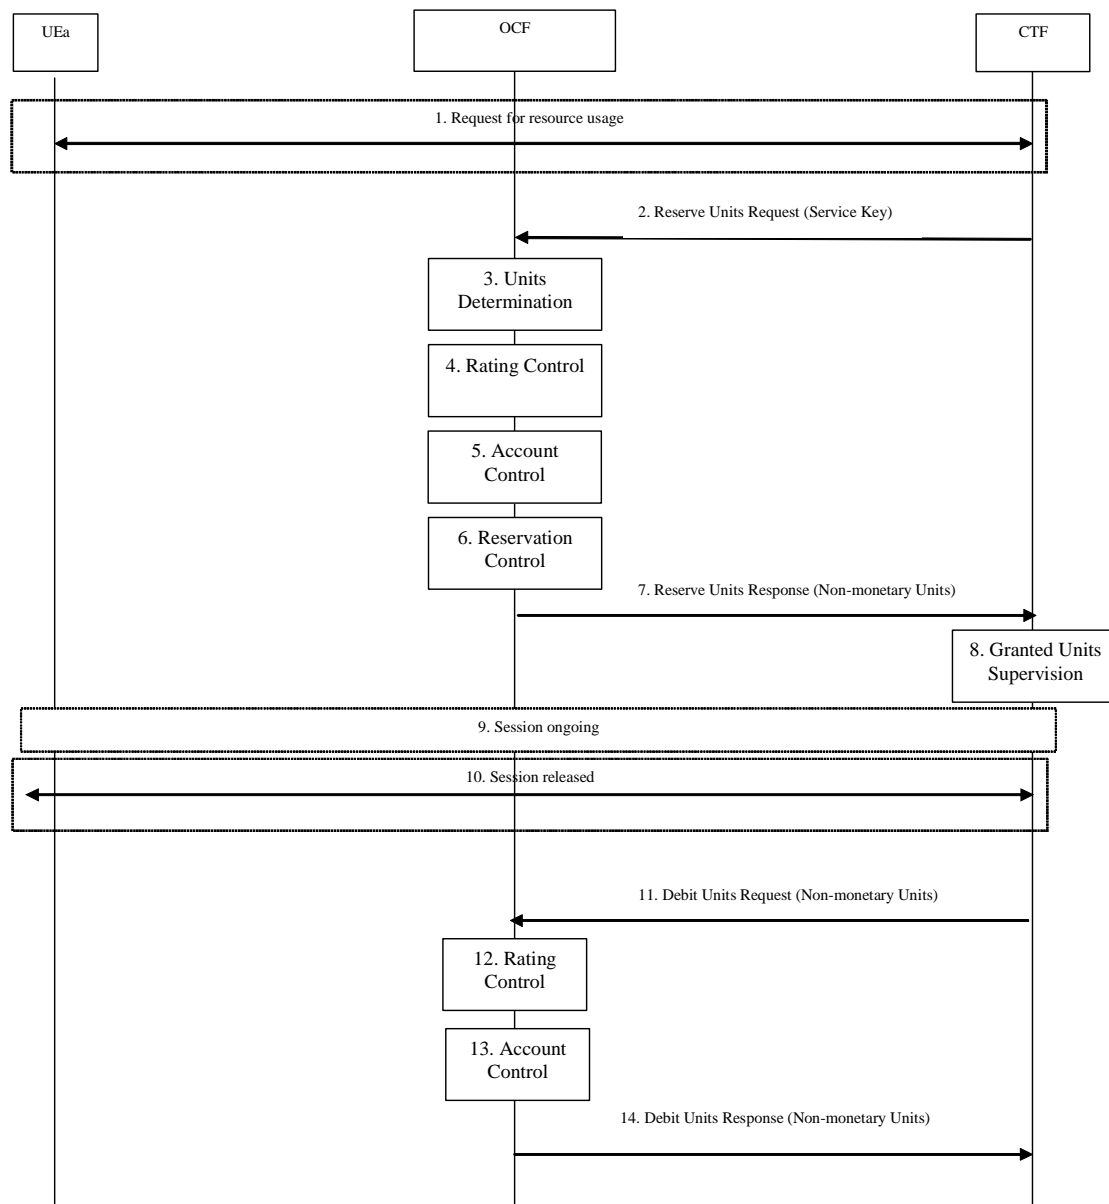 UEa
OCF
CTF
1. Request for resource usage
2. Reserve Units Request (Service Key)
3. Units
Determination
4. Rating Control
5. Account
Control
6. Reservation
Control
7. Reserve Units Response (Non-monetary Units)
8. Granted Units
Supervision
9. Session ongoing
10. Session released
11. Debit Units Request (Non-monetary Units)
12. Rating
Control
13. Account
Control
14. Debit Units Response (Non-monetary Units)